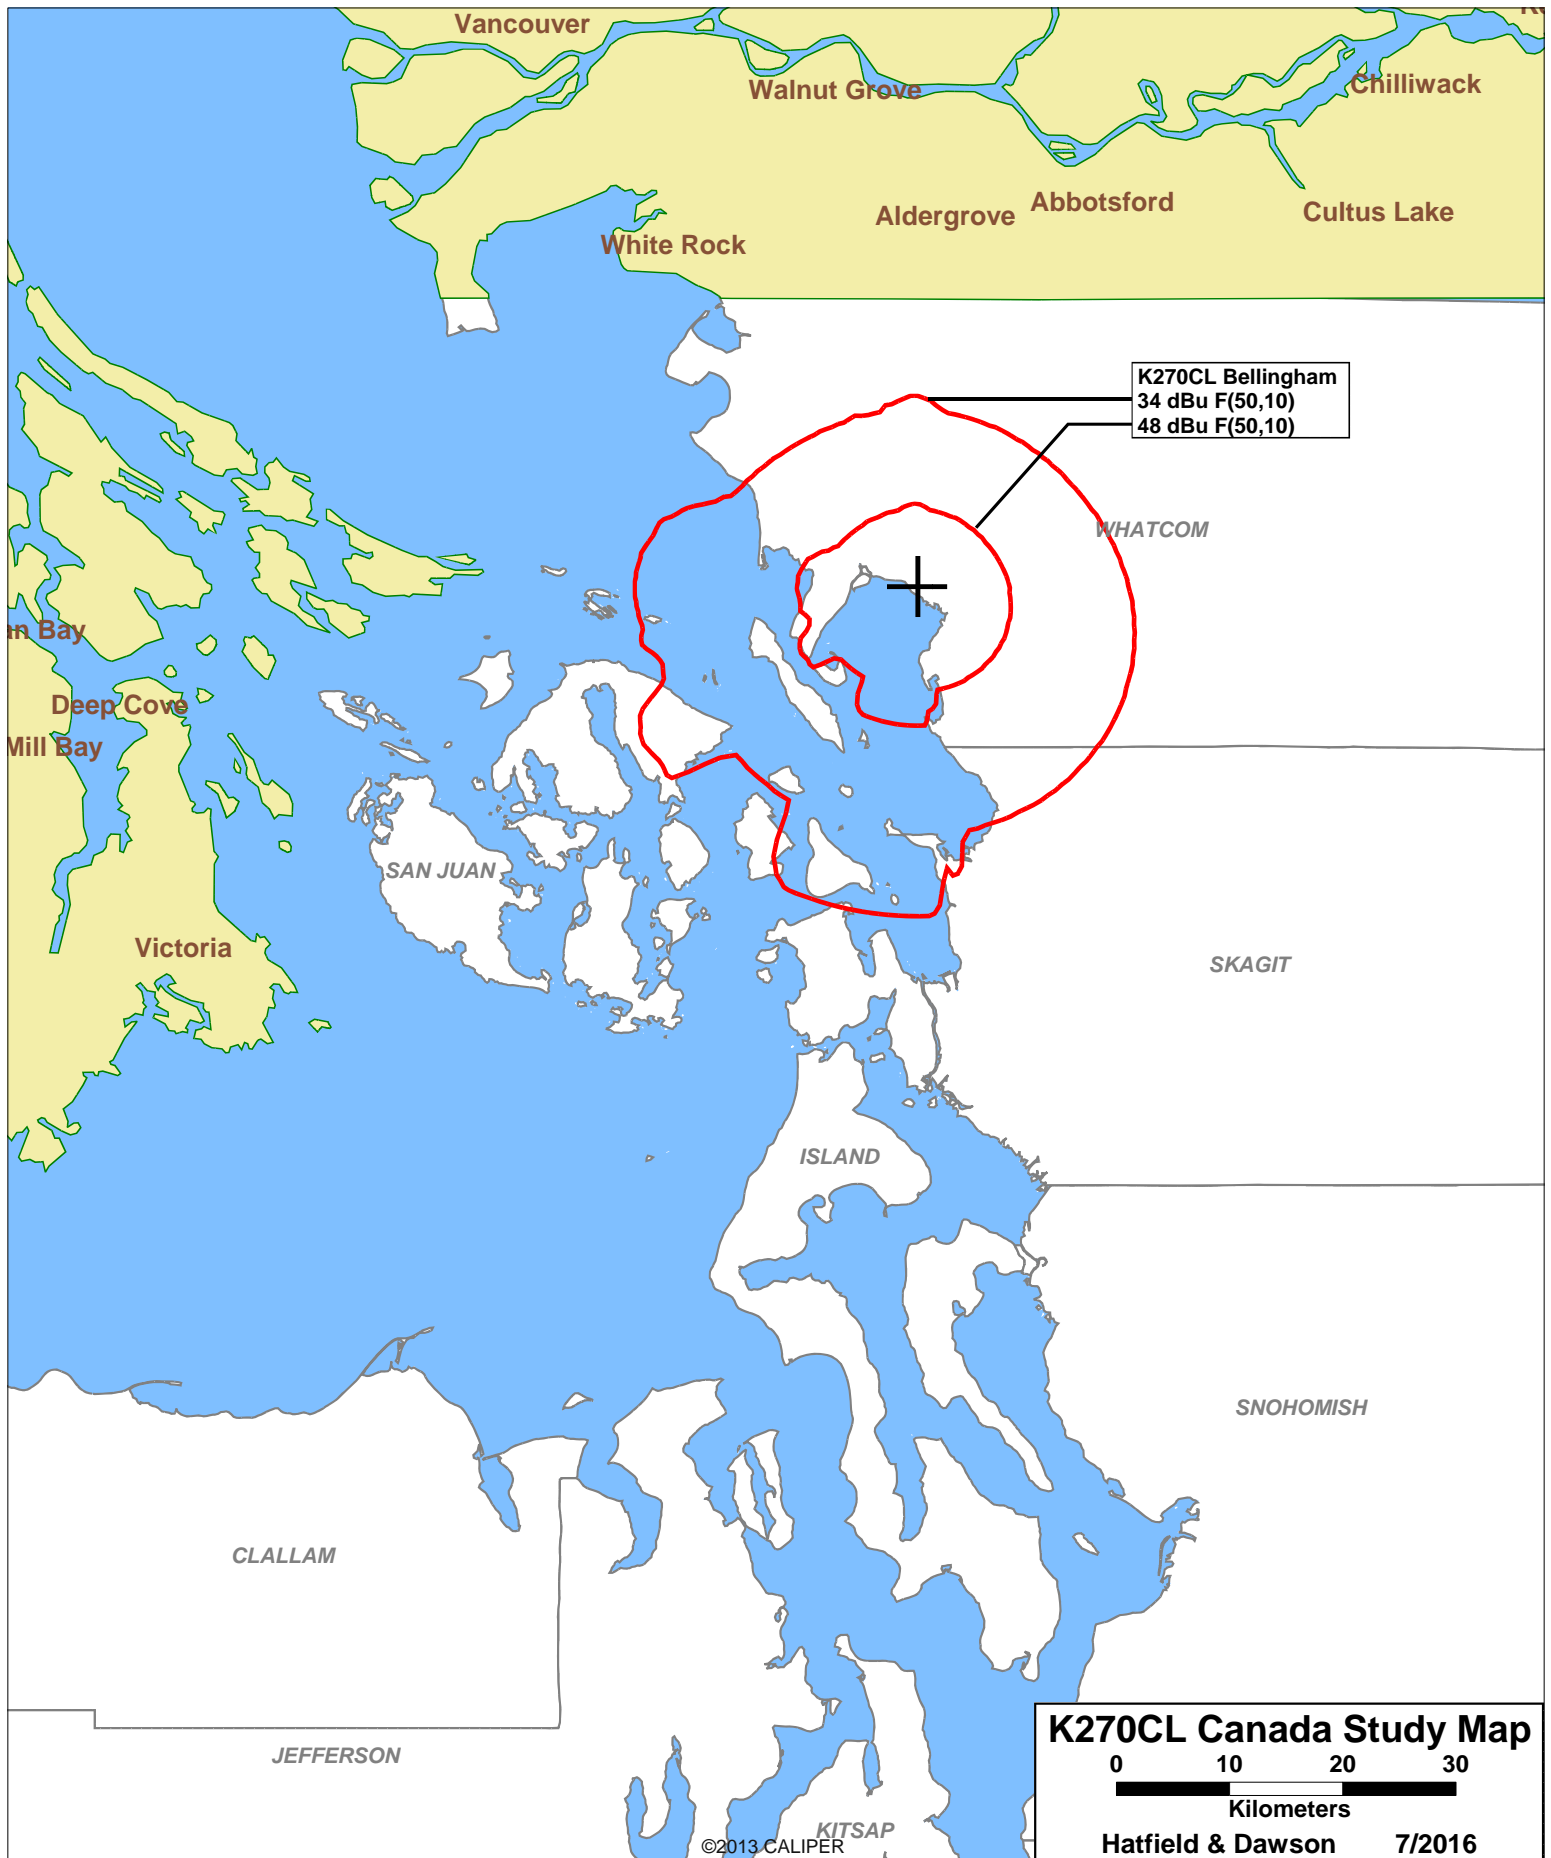 Vancouver
Walnut Grove
Chilliwack
Abbotsford
Aldergrove
Cultus Lake
White Rock
K270CL Bellingham
34 dBu F(50,10)
48 dBu F(50,10)
WHATCOM
an Bay
Deep Cove
Mill Bay
SAN JUAN
Victoria
SKAGIT
ISLAND
SNOHOMISH
CLALLAM
JEFFERSON
KITSAP
©2013 CALIPER
K270CL Canada Study Map
0 10 20 30
Kilometers
Hatfield & Dawson 7/2016